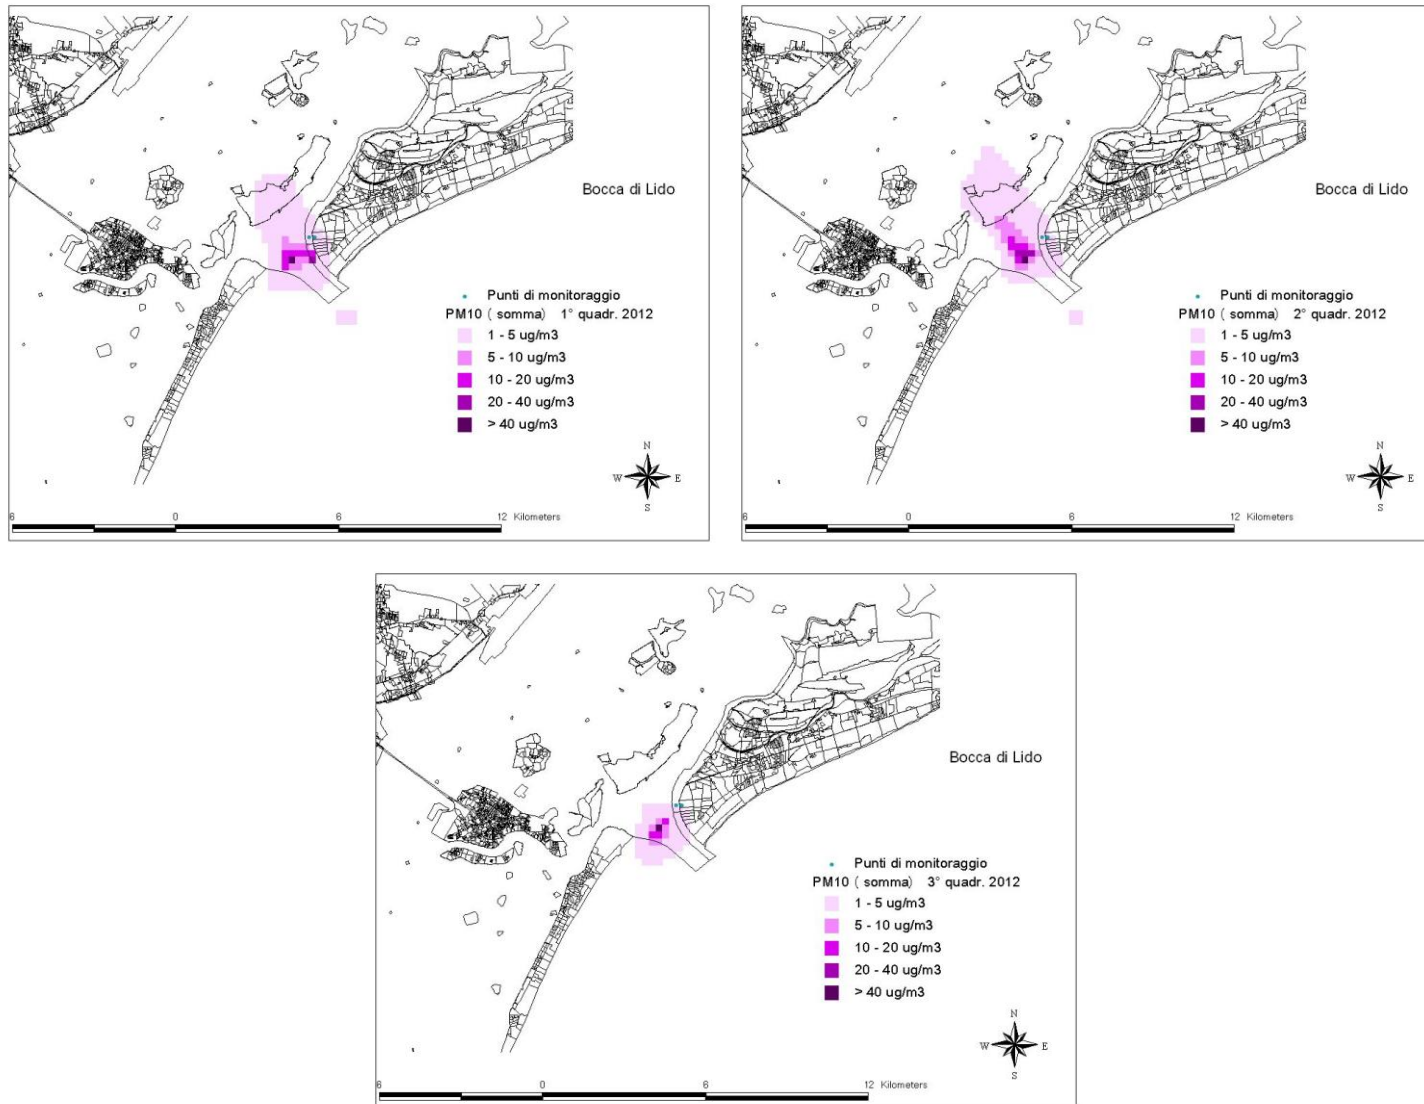 Bocca di Lido
Punti di monitoraggio
PM10 ( somma) 1° quadr. 2012
1 - 5 ug/m3
5 - 10 ug/m3
10 - 20 ug/m3
20 - 40 ug/m3
> 40 ug/m3
N
W E
S
6 0 6 12 Kilometers
Bocca di Lido
Punti di monitoraggio
PM10 ( somma) 2° quadr. 2012
1 - 5 ug/m3
5 - 10 ug/m3
10 - 20 ug/m3
20 - 40 ug/m3
> 40 ug/m3
N
W E
S
6 0 6 12 Kilometers
Bocca di Lido
Punti di monitoraggio
PM10 ( somma) 3° quadr. 2012
1 - 5 ug/m3
5 - 10 ug/m3
10 - 20 ug/m3
20 - 40 ug/m3
> 40 ug/m3
N
W E
S
6 0 6 12 Kilometers